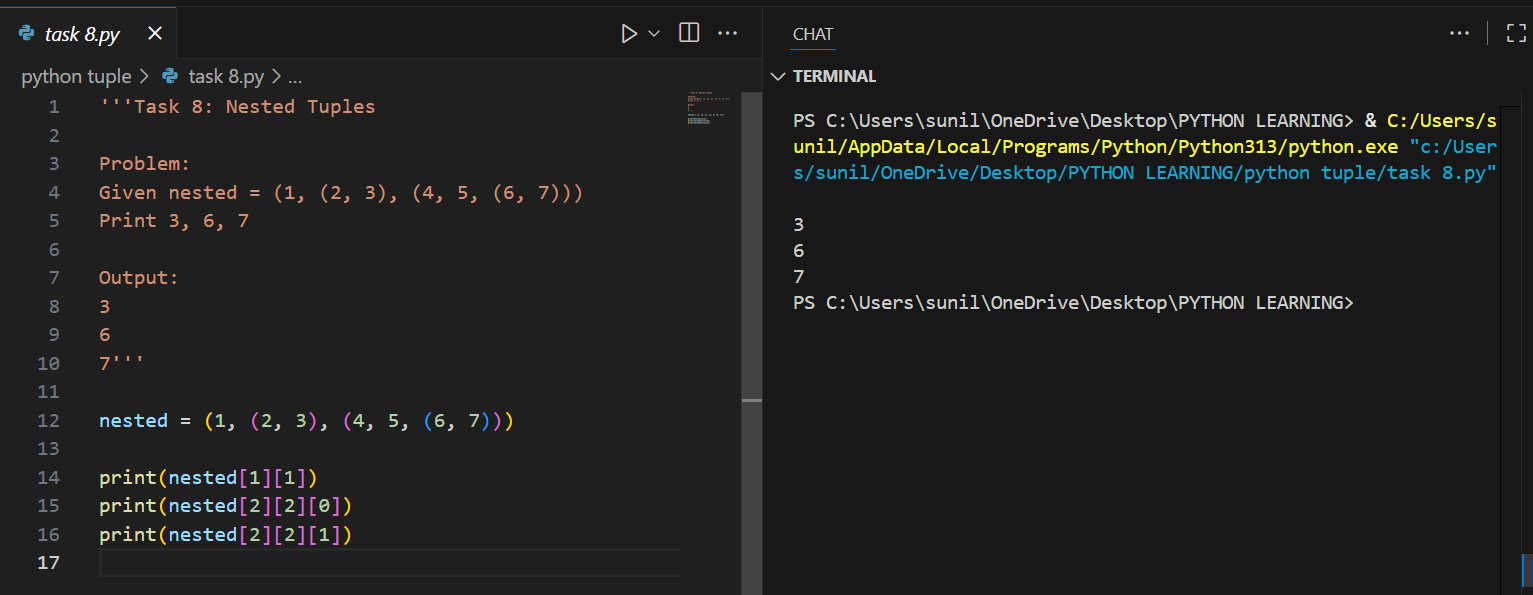 task 8.py
python tuple > task 8.py > ...
1 '''Task 8: Nested Tuples
2
3 Problem:
4 Given nested = (1, (2, 3), (4, 5, (6, 7)))
5 Print 3, 6, 7
6
7 Output:
8 3
9 6
10 7'''
11
12 nested = (1, (2, 3), (4, 5, (6, 7)))
13
14 print(nested[1][1])
15 print(nested[2][2][0])
16 print(nested[2][2][1])
17
CHAT
TERMINAL
PS C:\Users\sunil\OneDrive\Desktop\PYTHON LEARNING> & C:/Users/s
unil/AppData/Local/Programs/Python/Python313/python.exe "c:/User
s/sunil/OneDrive/Desktop/PYTHON LEARNING/python tuple/task 8.py"
3
6
7
PS C:\Users\sunil\OneDrive\Desktop\PYTHON LEARNING>